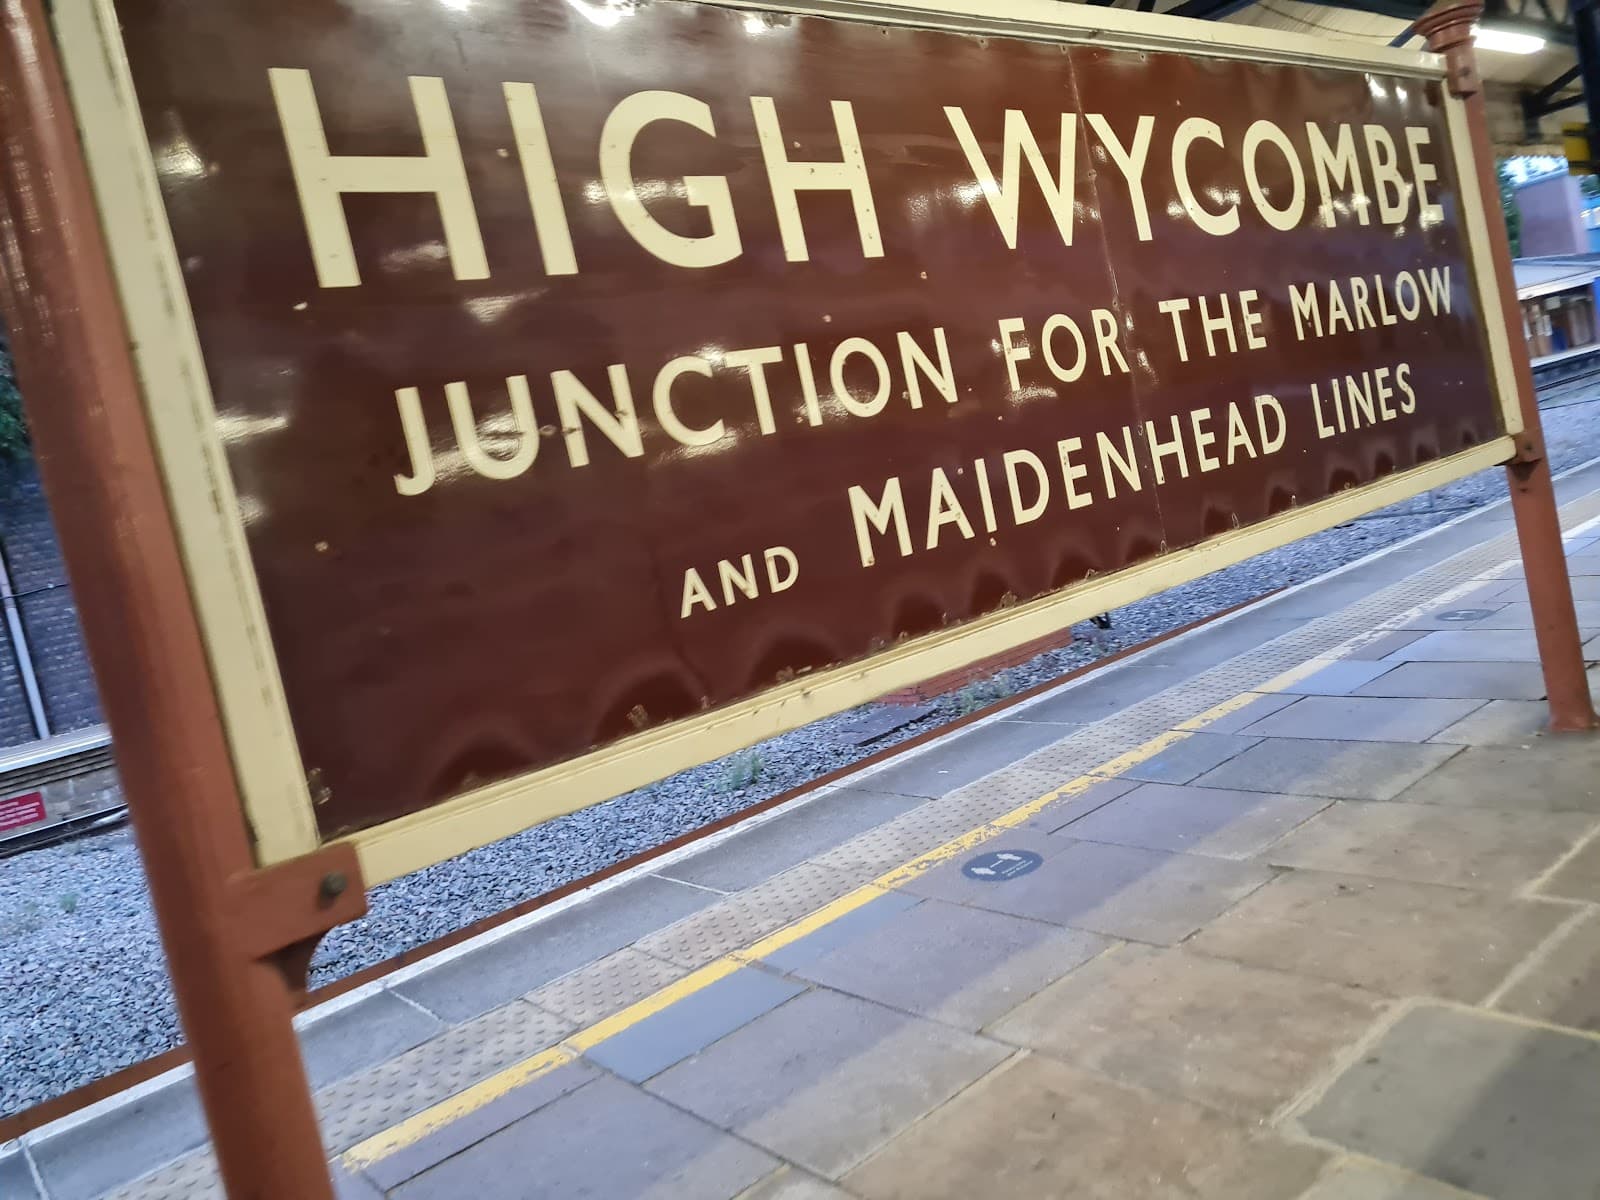 HIGH WYCOMBE
JUNCTION FOR THE MARLOW
AND MAIDENHEAD LINES